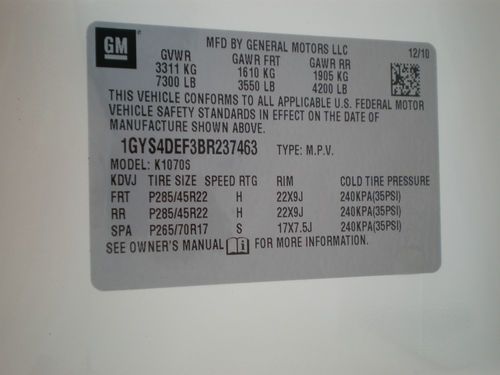 GM
MFD BY GENERAL MOTORS LLC 12/10
GVWR GAWR FRT GAWR RR
3311 KG 1610 KG 1905 KG
7300 LB 3550 LB 4200 LB
THIS VEHICLE CONFORMS TO ALL APPLICABLE U.S. FEDERAL MOTOR
VEHICLE SAFETY STANDARDS IN EFFECT ON THE DATE OF
MANUFACTURE SHOWN ABOVE.
1GYS4DEF3BR237463 TYPE: M.P.V.
MODEL: K10706
KDVJ TIRE SIZE SPEED RTG RIM COLD TIRE PRESSURE
FRT P285/45R22 H 22X9J 240KPA(35PSI)
RR P285/45R22 H 22X9J 240KPA(35PSI)
SPA P265/70R17 S 17X7.5J 240KPA(35PSI)
SEE OWNER'S MANUAL FOR MORE INFORMATION.